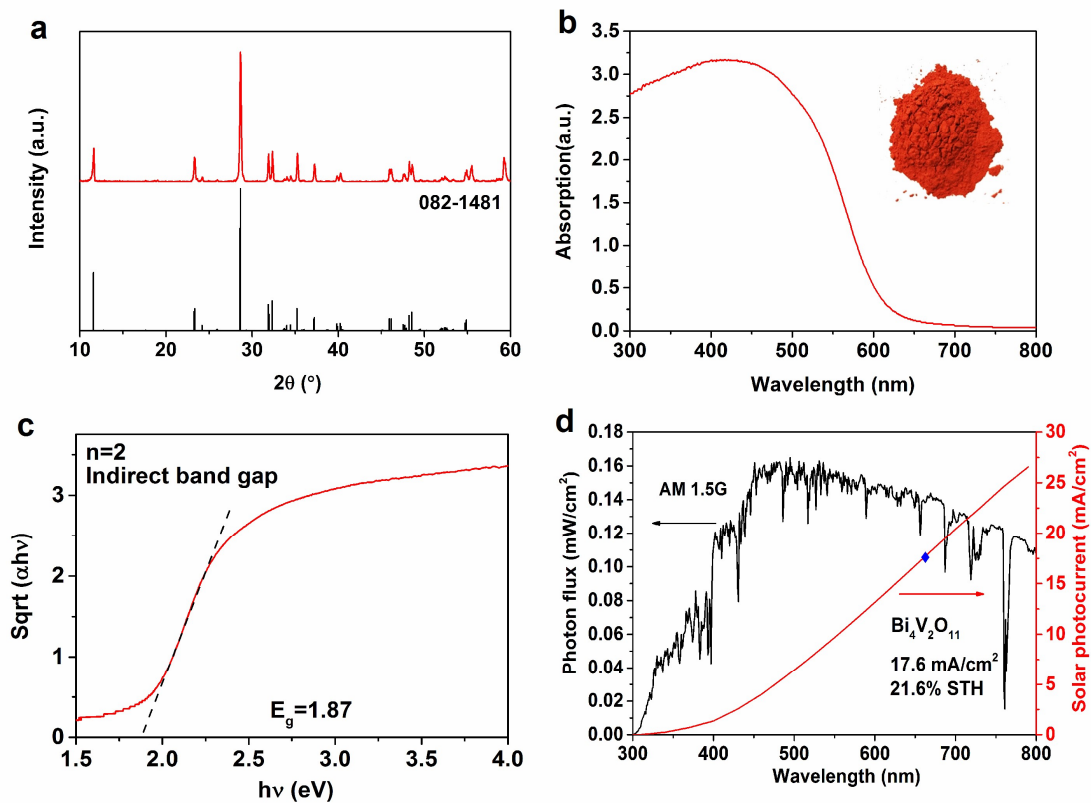 a
Intensity (a.u.)
082-1481
10 20 30 40 50 60
2θ (°)
b
Absorption(a.u.)
3.5
3.0
2.5
2.0
1.5
1.0
0.5
0.0
300 400 500 600 700 800
Wavelength (nm)
c
n=2
Indirect band gap
Sqrt (αhν)
3
2
1
0
E_g=1.87
1.5 2.0 2.5 3.0 3.5 4.0
hν (eV)
d
Photon flux (mW/cm²)
0.18
0.16
0.14
0.12
0.10
0.08
0.06
0.04
0.02
0.00
AM 1.5G
Bi₄V₂O₁₁
17.6 mA/cm²
21.6% STH
30
25
20
15
10
5
0
Solar photocurrent (mA/cm²)
300 400 500 600 700 800
Wavelength (nm)